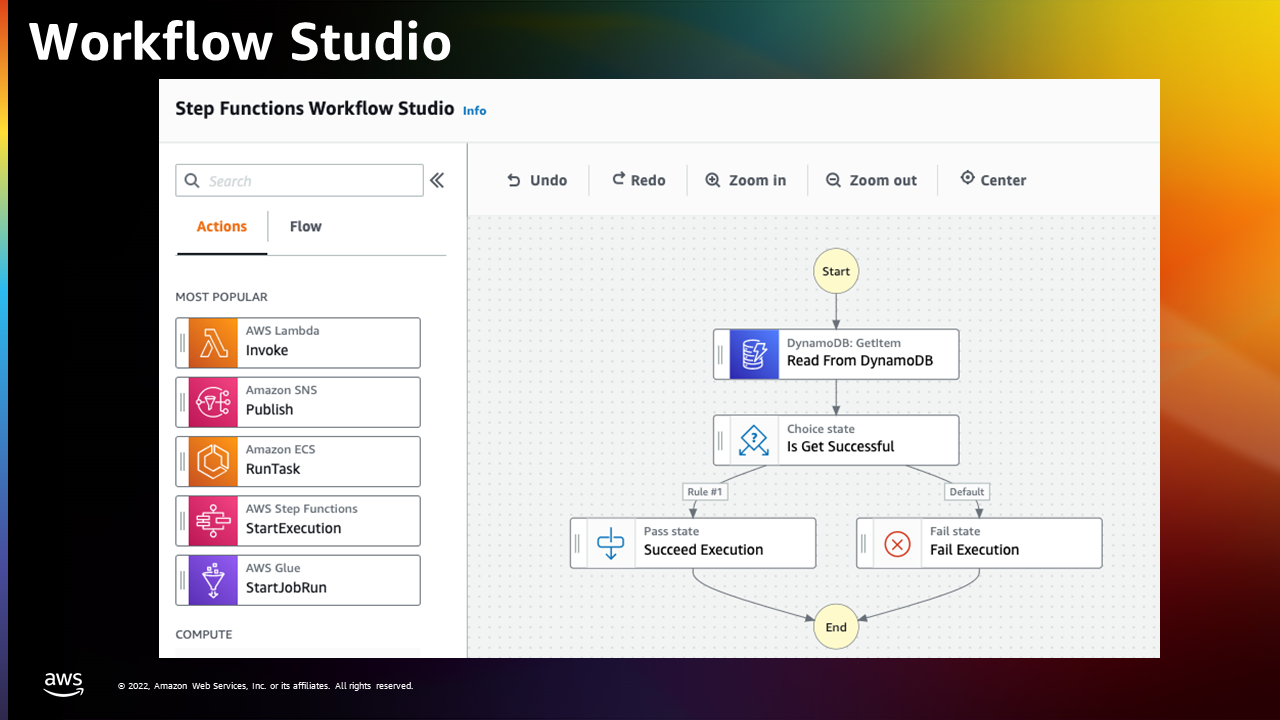 Workflow Studio
Step Functions Workflow Studio Info
Search
Undo
Redo
Zoom in
Zoom out
Center
Actions
Flow
MOST POPULAR
AWS Lambda
Invoke
Amazon SNS
Publish
Amazon ECS
RunTask
AWS Step Functions
StartExecution
AWS Glue
StartJobRun
COMPUTE
Start
DynamoDB: GetItem
Read From DynamoDB
Choice state
Is Get Successful
Rule #1
Default
Pass state
Succeed Execution
Fail state
Fail Execution
End
aws
© 2022, Amazon Web Services, Inc. or its affiliates. All rights reserved.